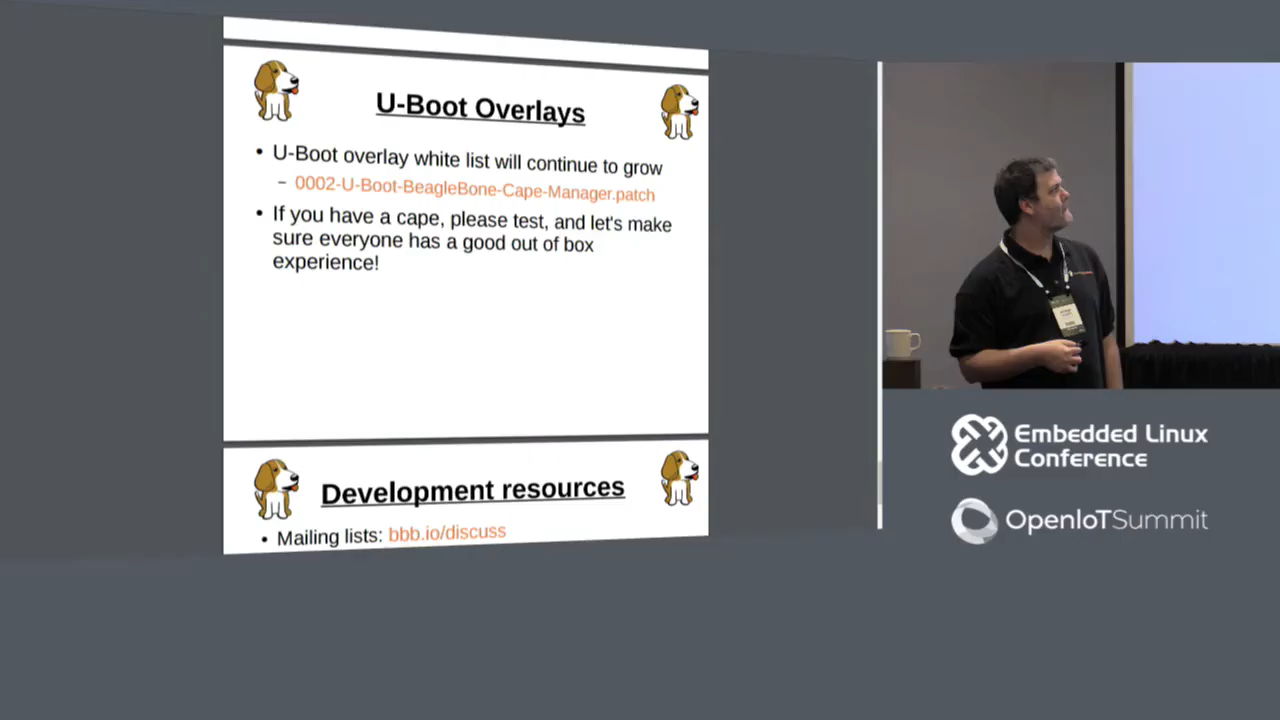 U-Boot Overlays
• U-Boot overlay white list will continue to grow
– 0002-U-Boot-BeagleBone-Cape-Manager.patch
• If you have a cape, please test, and let's make
sure everyone has a good out of box
experience!
Development resources
• Mailing lists: bbb.io/discuss
Embedded Linux
Conference
OpenIoTSummit